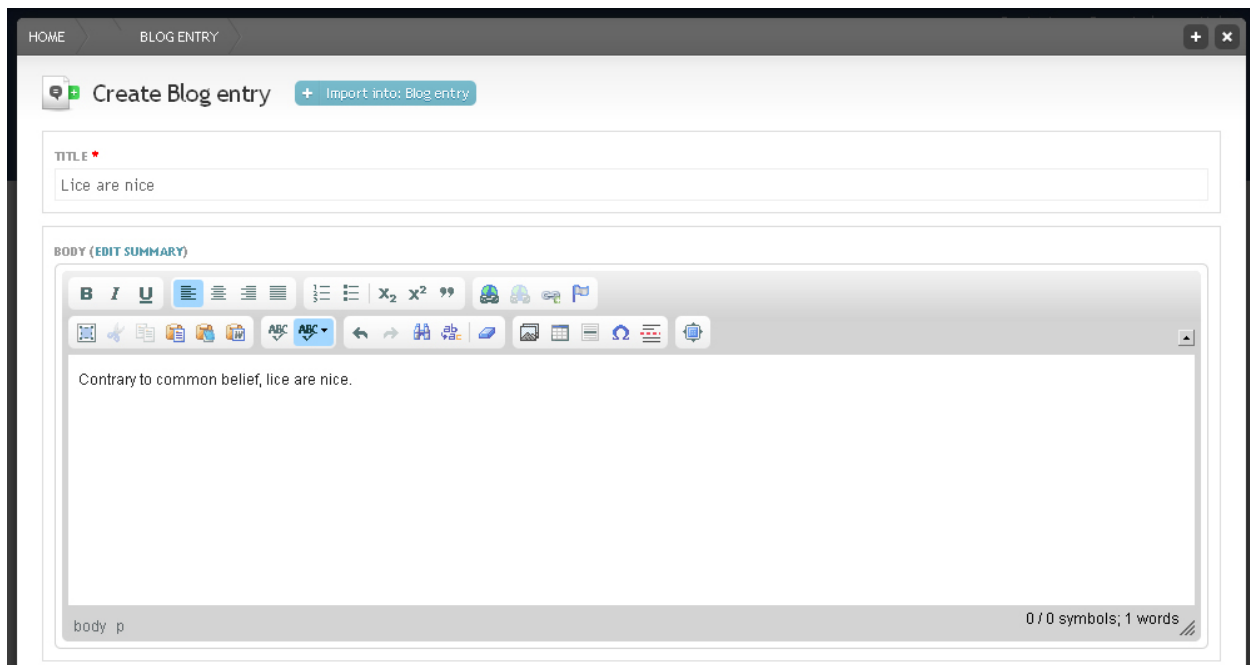 HOME BLOG ENTRY
Create Blog entry + Import into: Blog entry
TITLE *
Lice are nice
BODY (EDIT SUMMARY)
B I U X₂ X² ”
ABC ABC Ω
Contrary to common belief, lice are nice.
body p 0 / 0 symbols; 1 words